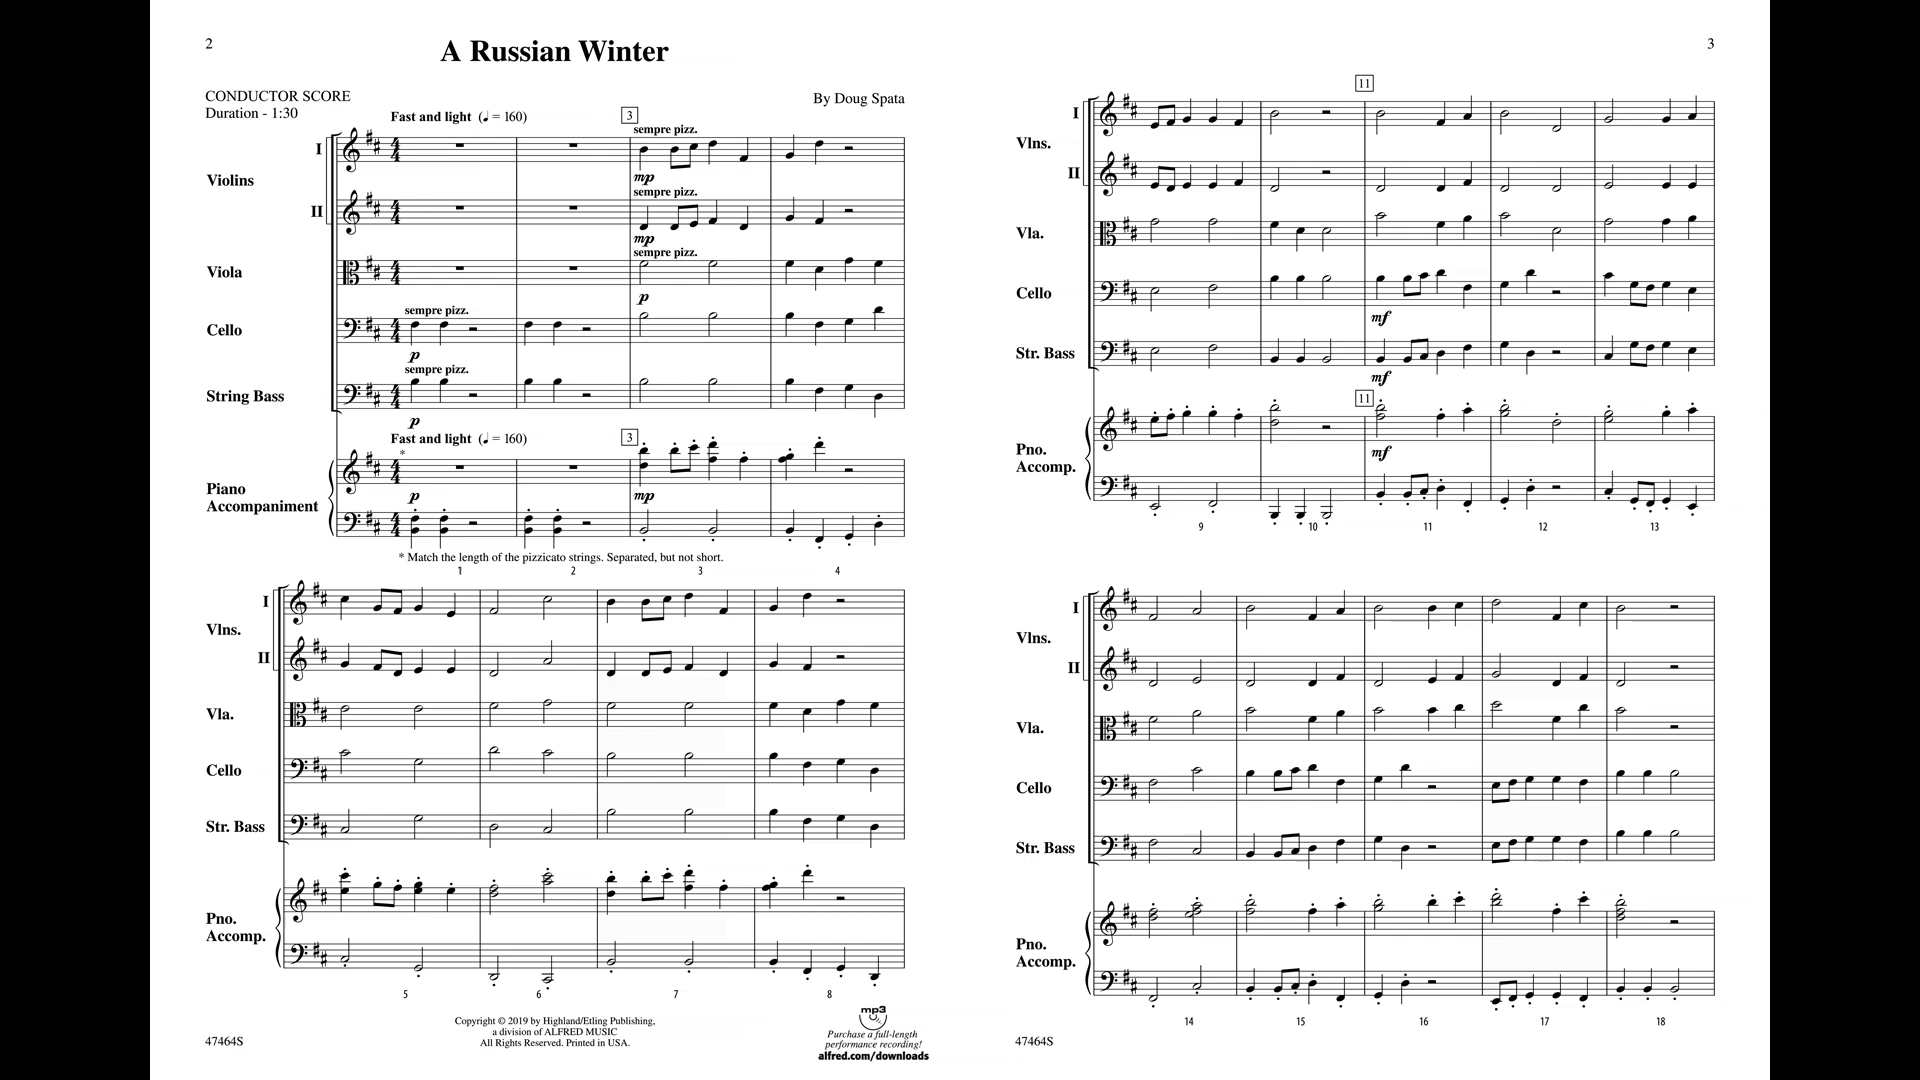 2
A Russian Winter
CONDUCTOR SCORE
Duration - 1:30
By Doug Spata
Fast and light (♩ = 160)
3
sempre pizz.
I
Violins
mp
sempre pizz.
II
mp
sempre pizz.
Viola
p
sempre pizz.
Cello
p
sempre pizz.
String Bass
p
Fast and light (♩ = 160)
3
*
p
mp
Piano
Accompaniment
* Match the length of the pizzicato strings. Separated, but not short.
1 2 3 4
I
Vlns.
II
Vla.
Cello
Str. Bass
Pno.
Accomp.
5 6 7 8
Copyright © 2019 by Highland/Etling Publishing,
a division of ALFRED MUSIC
All Rights Reserved. Printed in USA.
mp3
Purchase a full-length
performance recording!
alfred.com/downloads
47464S
3
11
I
Vlns.
II
Vla.
Cello
mf
Str. Bass
mf
11
Pno.
Accomp.
mf
9 10 11 12 13
I
Vlns.
II
Vla.
Cello
Str. Bass
Pno.
Accomp.
14 15 16 17 18
47464S